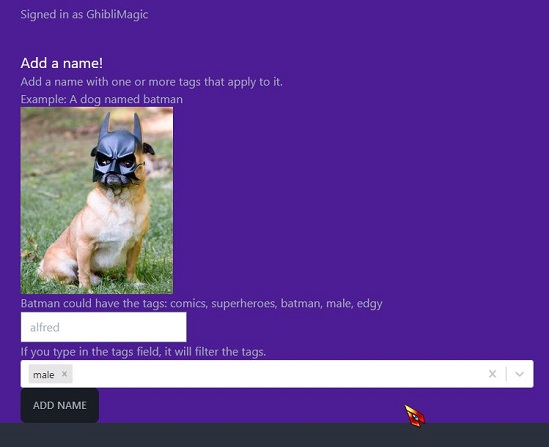 Signed in as GhibliMagic
Add a name!
Add a name with one or more tags that apply to it.
Example: A dog named batman
Batman could have the tags: comics, superheroes, batman, male, edgy
alfred
If you type in the tags field, it will filter the tags.
male
ADD NAME